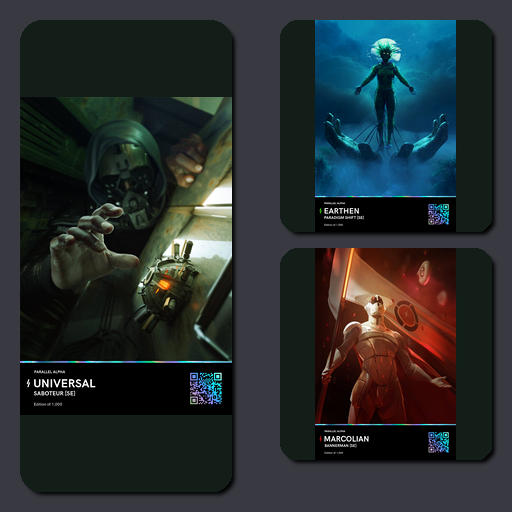 PARALLEL ALPHA
UNIVERSAL
SABOTEUR [SE]
Edition of 1,000
PARALLEL ALPHA
EARTHEN
PARADIGM SHIFT [SE]
Edition of 1,000
PARALLEL ALPHA
MARCOLIAN
BANNERMAN [SE]
Edition of 1,000